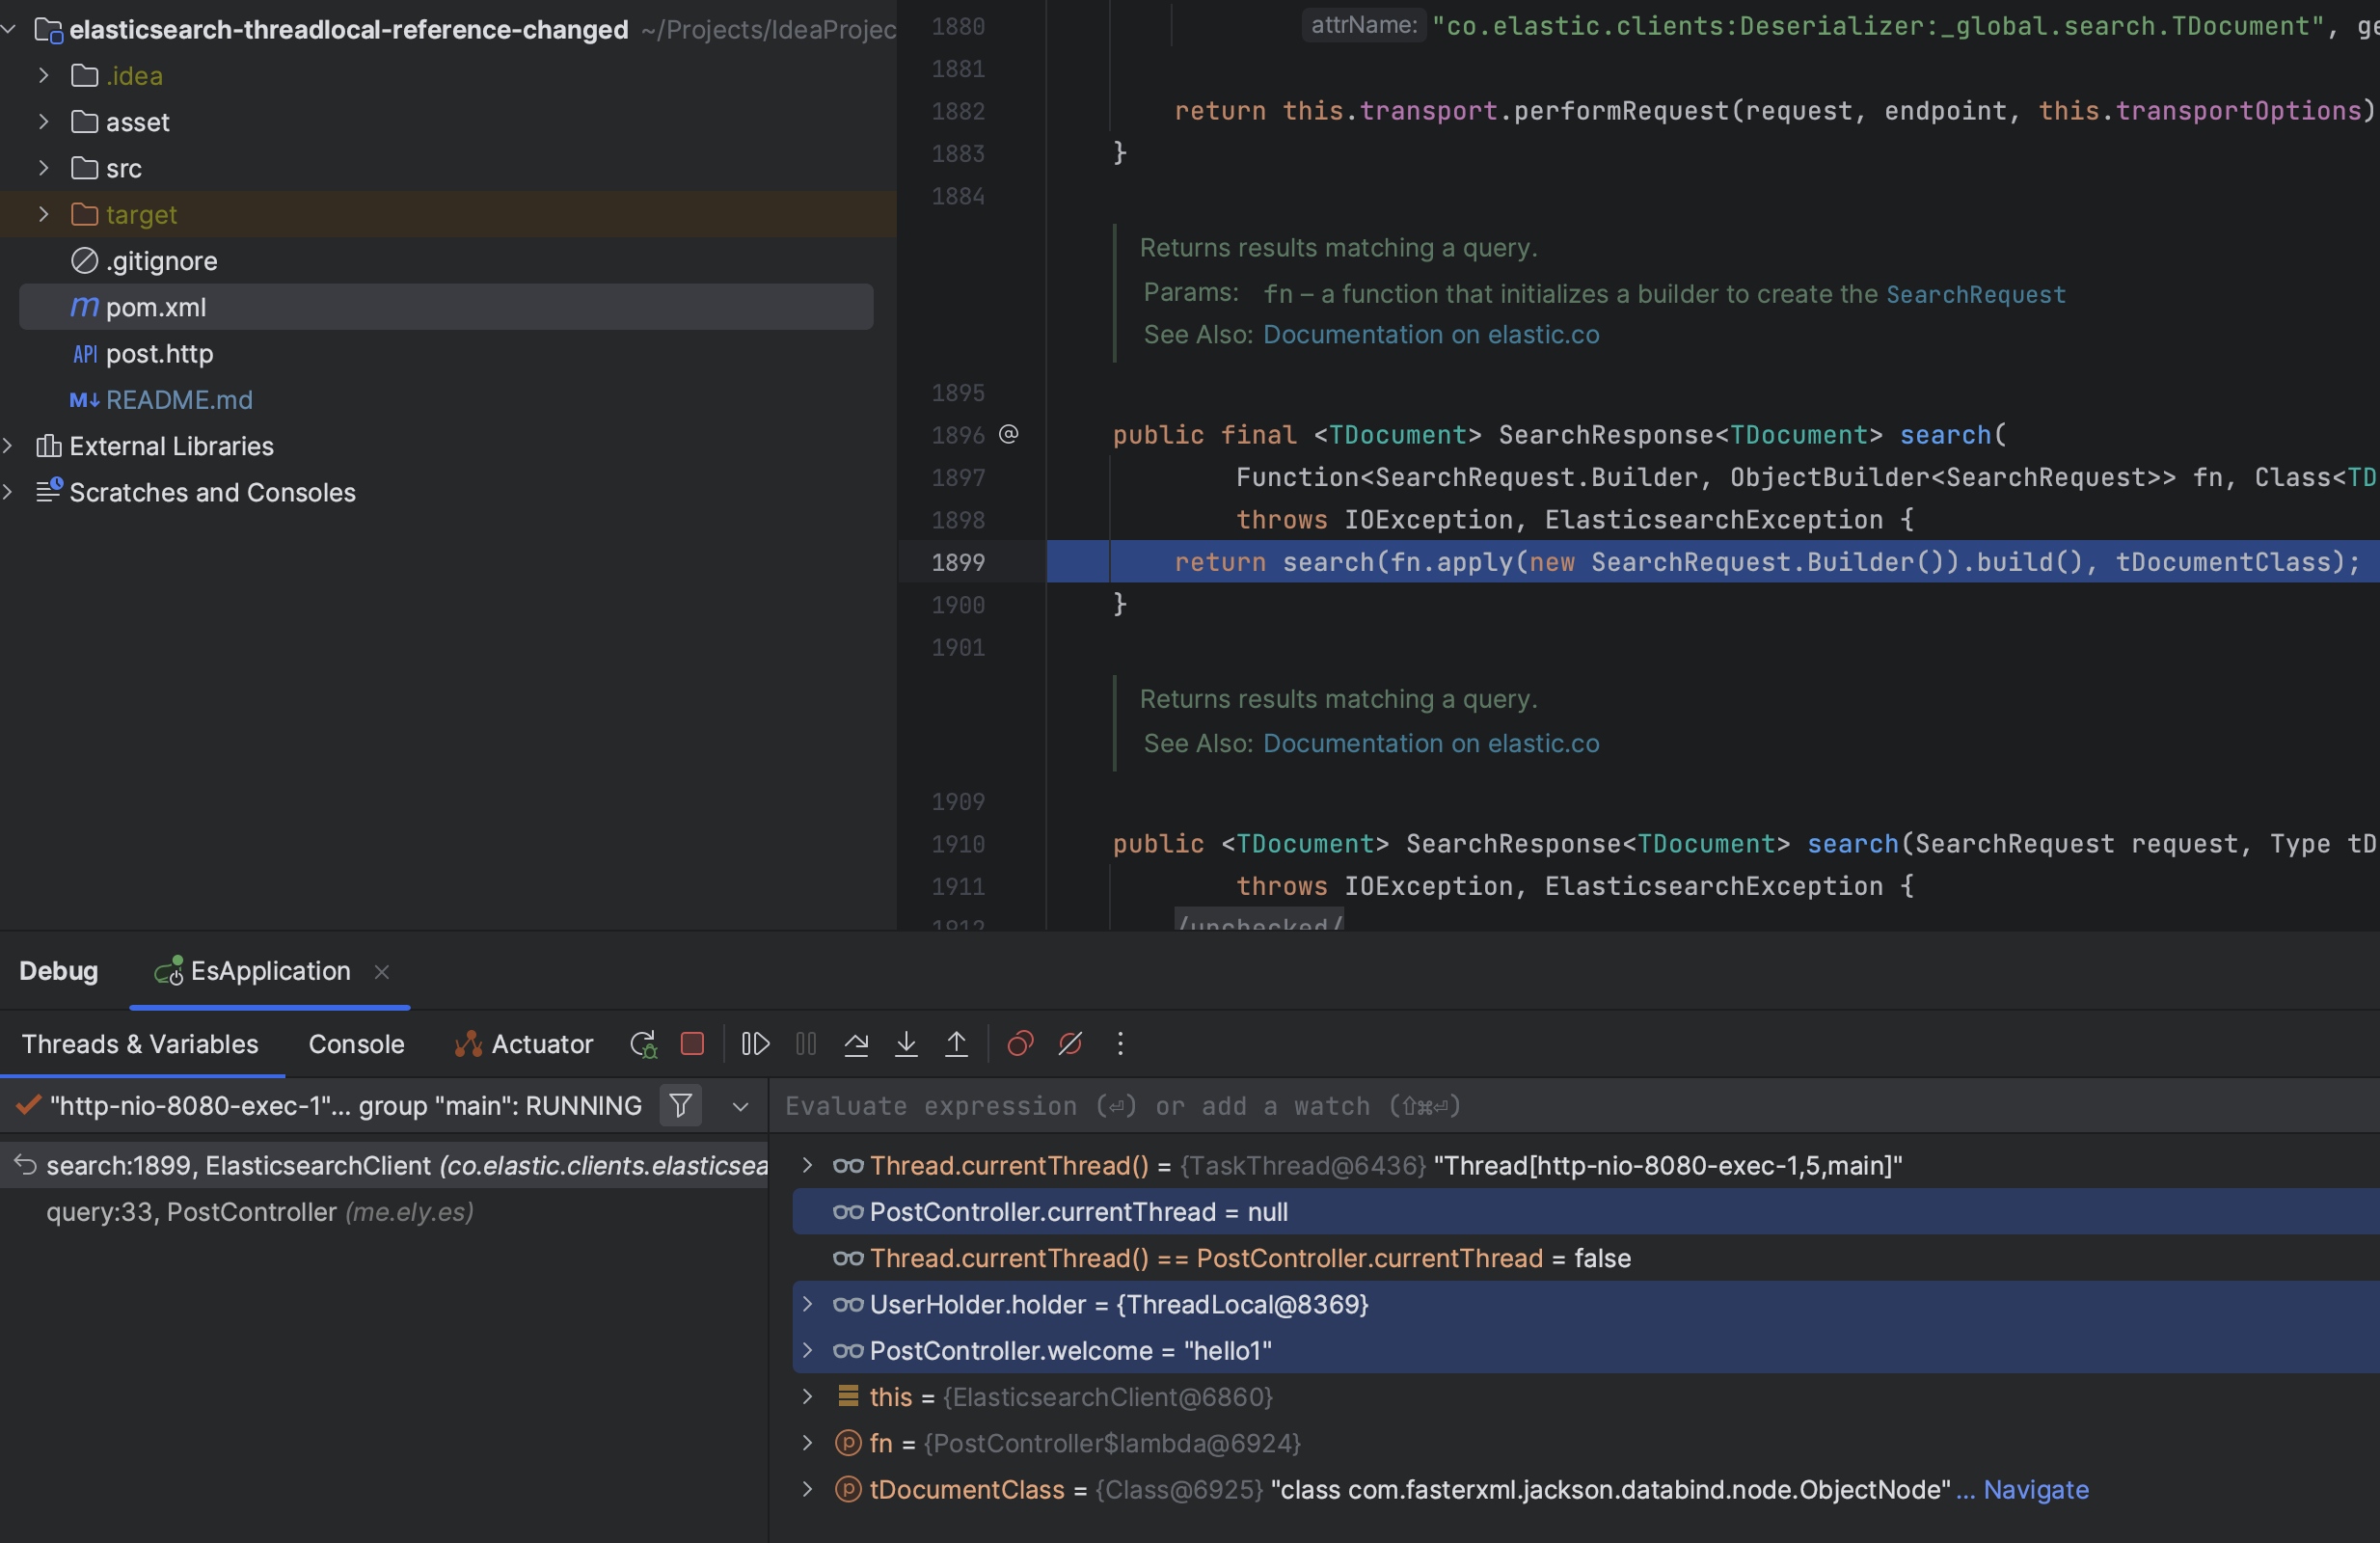 elasticsearch-threadlocal-reference-changed ~/Projects/IdeaProjec
.idea
asset
src
target
.gitignore
pom.xml
API post.http
M↓ README.md
External Libraries
Scratches and Consoles
1880 attrName: "co.elastic.clients:Deserializer:_global.search.TDocument", ge
1881
1882 return this.transport.performRequest(request, endpoint, this.transportOptions)
1883 }
1884
Returns results matching a query.
Params: fn – a function that initializes a builder to create the SearchRequest
See Also: Documentation on elastic.co
1895
1896 @ public final <TDocument> SearchResponse<TDocument> search(
1897 Function<SearchRequest.Builder, ObjectBuilder<SearchRequest>> fn, Class<TD
1898 throws IOException, ElasticsearchException {
1899 return search(fn.apply(new SearchRequest.Builder()).build(), tDocumentClass);
1900 }
1901
Returns results matching a query.
See Also: Documentation on elastic.co
1909
1910 public <TDocument> SearchResponse<TDocument> search(SearchRequest request, Type tD
1911 throws IOException, ElasticsearchException {
1912 /unchecked/
Debug EsApplication
Threads & Variables Console Actuator
"http-nio-8080-exec-1"... group "main": RUNNING
Evaluate expression (⏎) or add a watch (⇧⌘⏎)
search:1899, ElasticsearchClient (co.elastic.clients.elasticsea
query:33, PostController (me.ely.es)
Thread.currentThread() = {TaskThread@6436} "Thread[http-nio-8080-exec-1,5,main]"
PostController.currentThread = null
Thread.currentThread() == PostController.currentThread = false
UserHolder.holder = {ThreadLocal@8369}
PostController.welcome = "hello1"
this = {ElasticsearchClient@6860}
fn = {PostController$lambda@6924}
tDocumentClass = {Class@6925} "class com.fasterxml.jackson.databind.node.ObjectNode"... Navigate